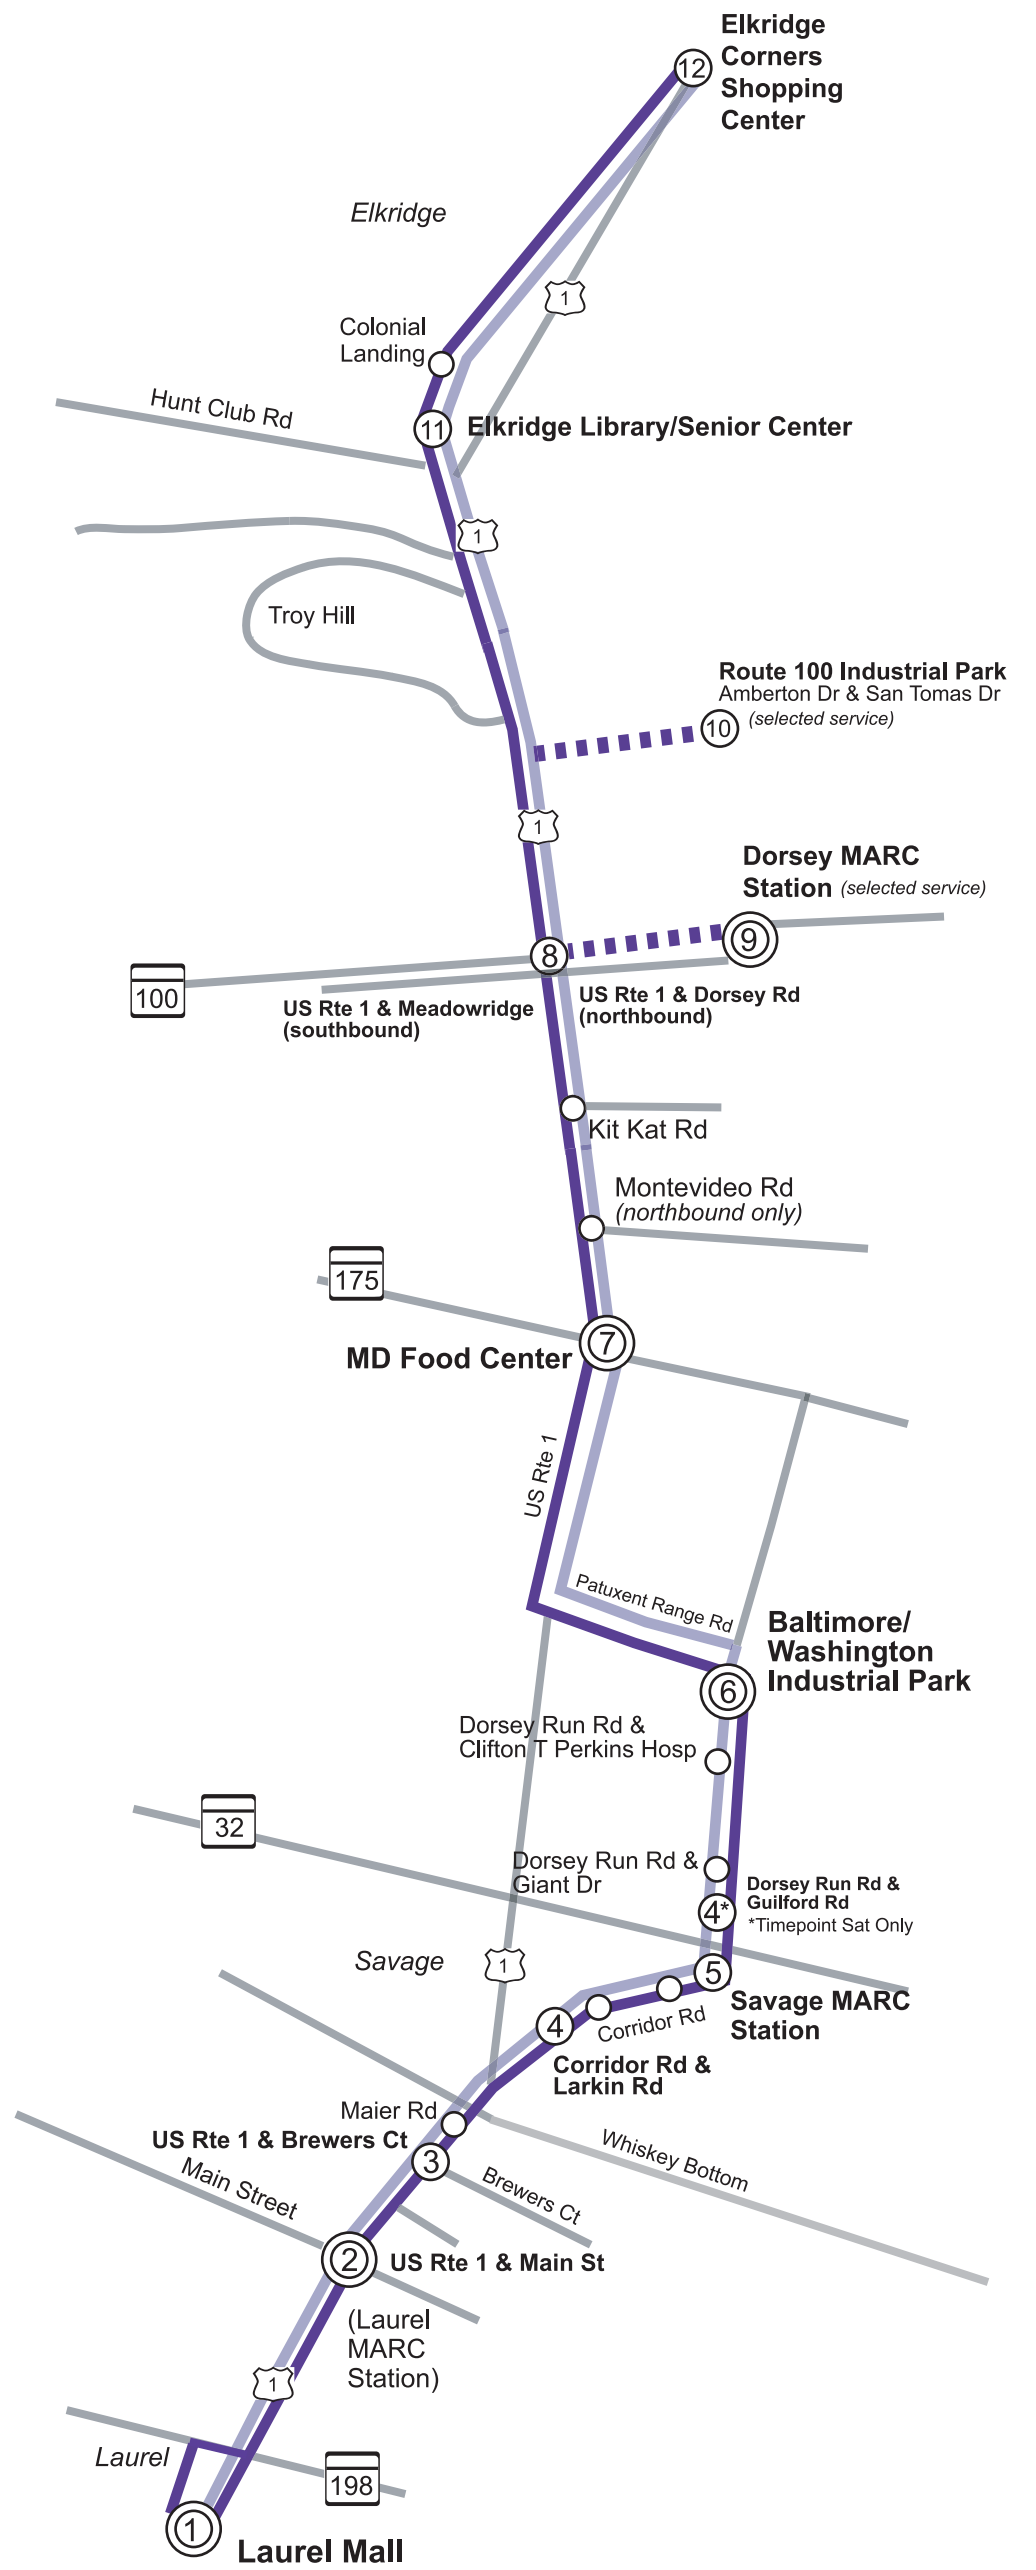 Elkridge
Corners
Shopping
Center
12
Elkridge
1
Colonial
Landing
Hunt Club Rd
11
Elkridge Library/Senior Center
1
Troy Hill
Route 100 Industrial Park
Amberton Dr & San Tomas Dr
(selected service)
10
1
Dorsey MARC
Station (selected service)
9
8
100
US Rte 1 & Meadowridge
(southbound)
US Rte 1 & Dorsey Rd
(northbound)
Kit Kat Rd
Montevideo Rd
(northbound only)
175
7
MD Food Center
US Rte 1
Patuxent Range Rd
Baltimore/
Washington
Industrial Park
6
Dorsey Run Rd &
Clifton T Perkins Hosp
32
Dorsey Run Rd &
Giant Dr
Dorsey Run Rd &
Guilford Rd
*Timepoint Sat Only
4*
Savage
1
5
Savage MARC
Station
4
Corridor Rd
Corridor Rd &
Larkin Rd
Maier Rd
US Rte 1 & Brewers Ct
3
Whiskey Bottom
Main Street
Brewers Ct
2
US Rte 1 & Main St
(Laurel
MARC
Station)
1
Laurel
198
1
Laurel Mall